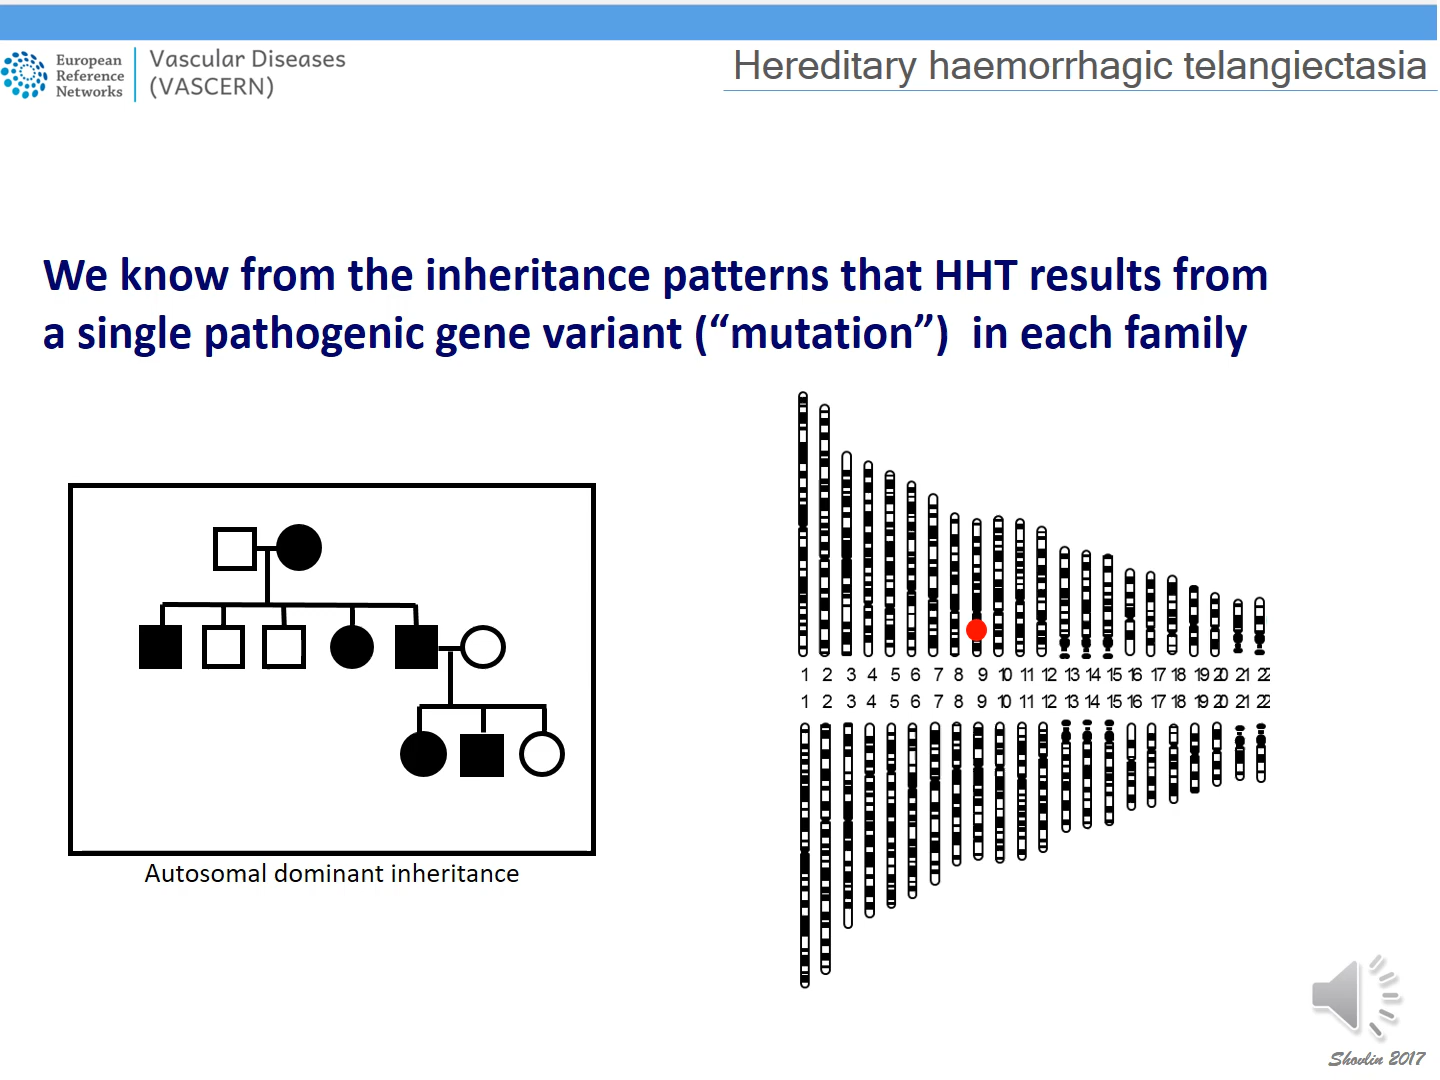 European
Reference
Networks
Vascular Diseases
(VASCERN)
Hereditary haemorrhagic telangiectasia
We know from the inheritance patterns that HHT results from
a single pathogenic gene variant (“mutation”) in each family
Autosomal dominant inheritance
1 2 3 4 5 6 7 8 9 10 11 12 13 14 15 16 17 18 19 20 21 22
1 2 3 4 5 6 7 8 9 10 11 12 13 14 15 16 17 18 19 20 21 22
Shovlin 2017